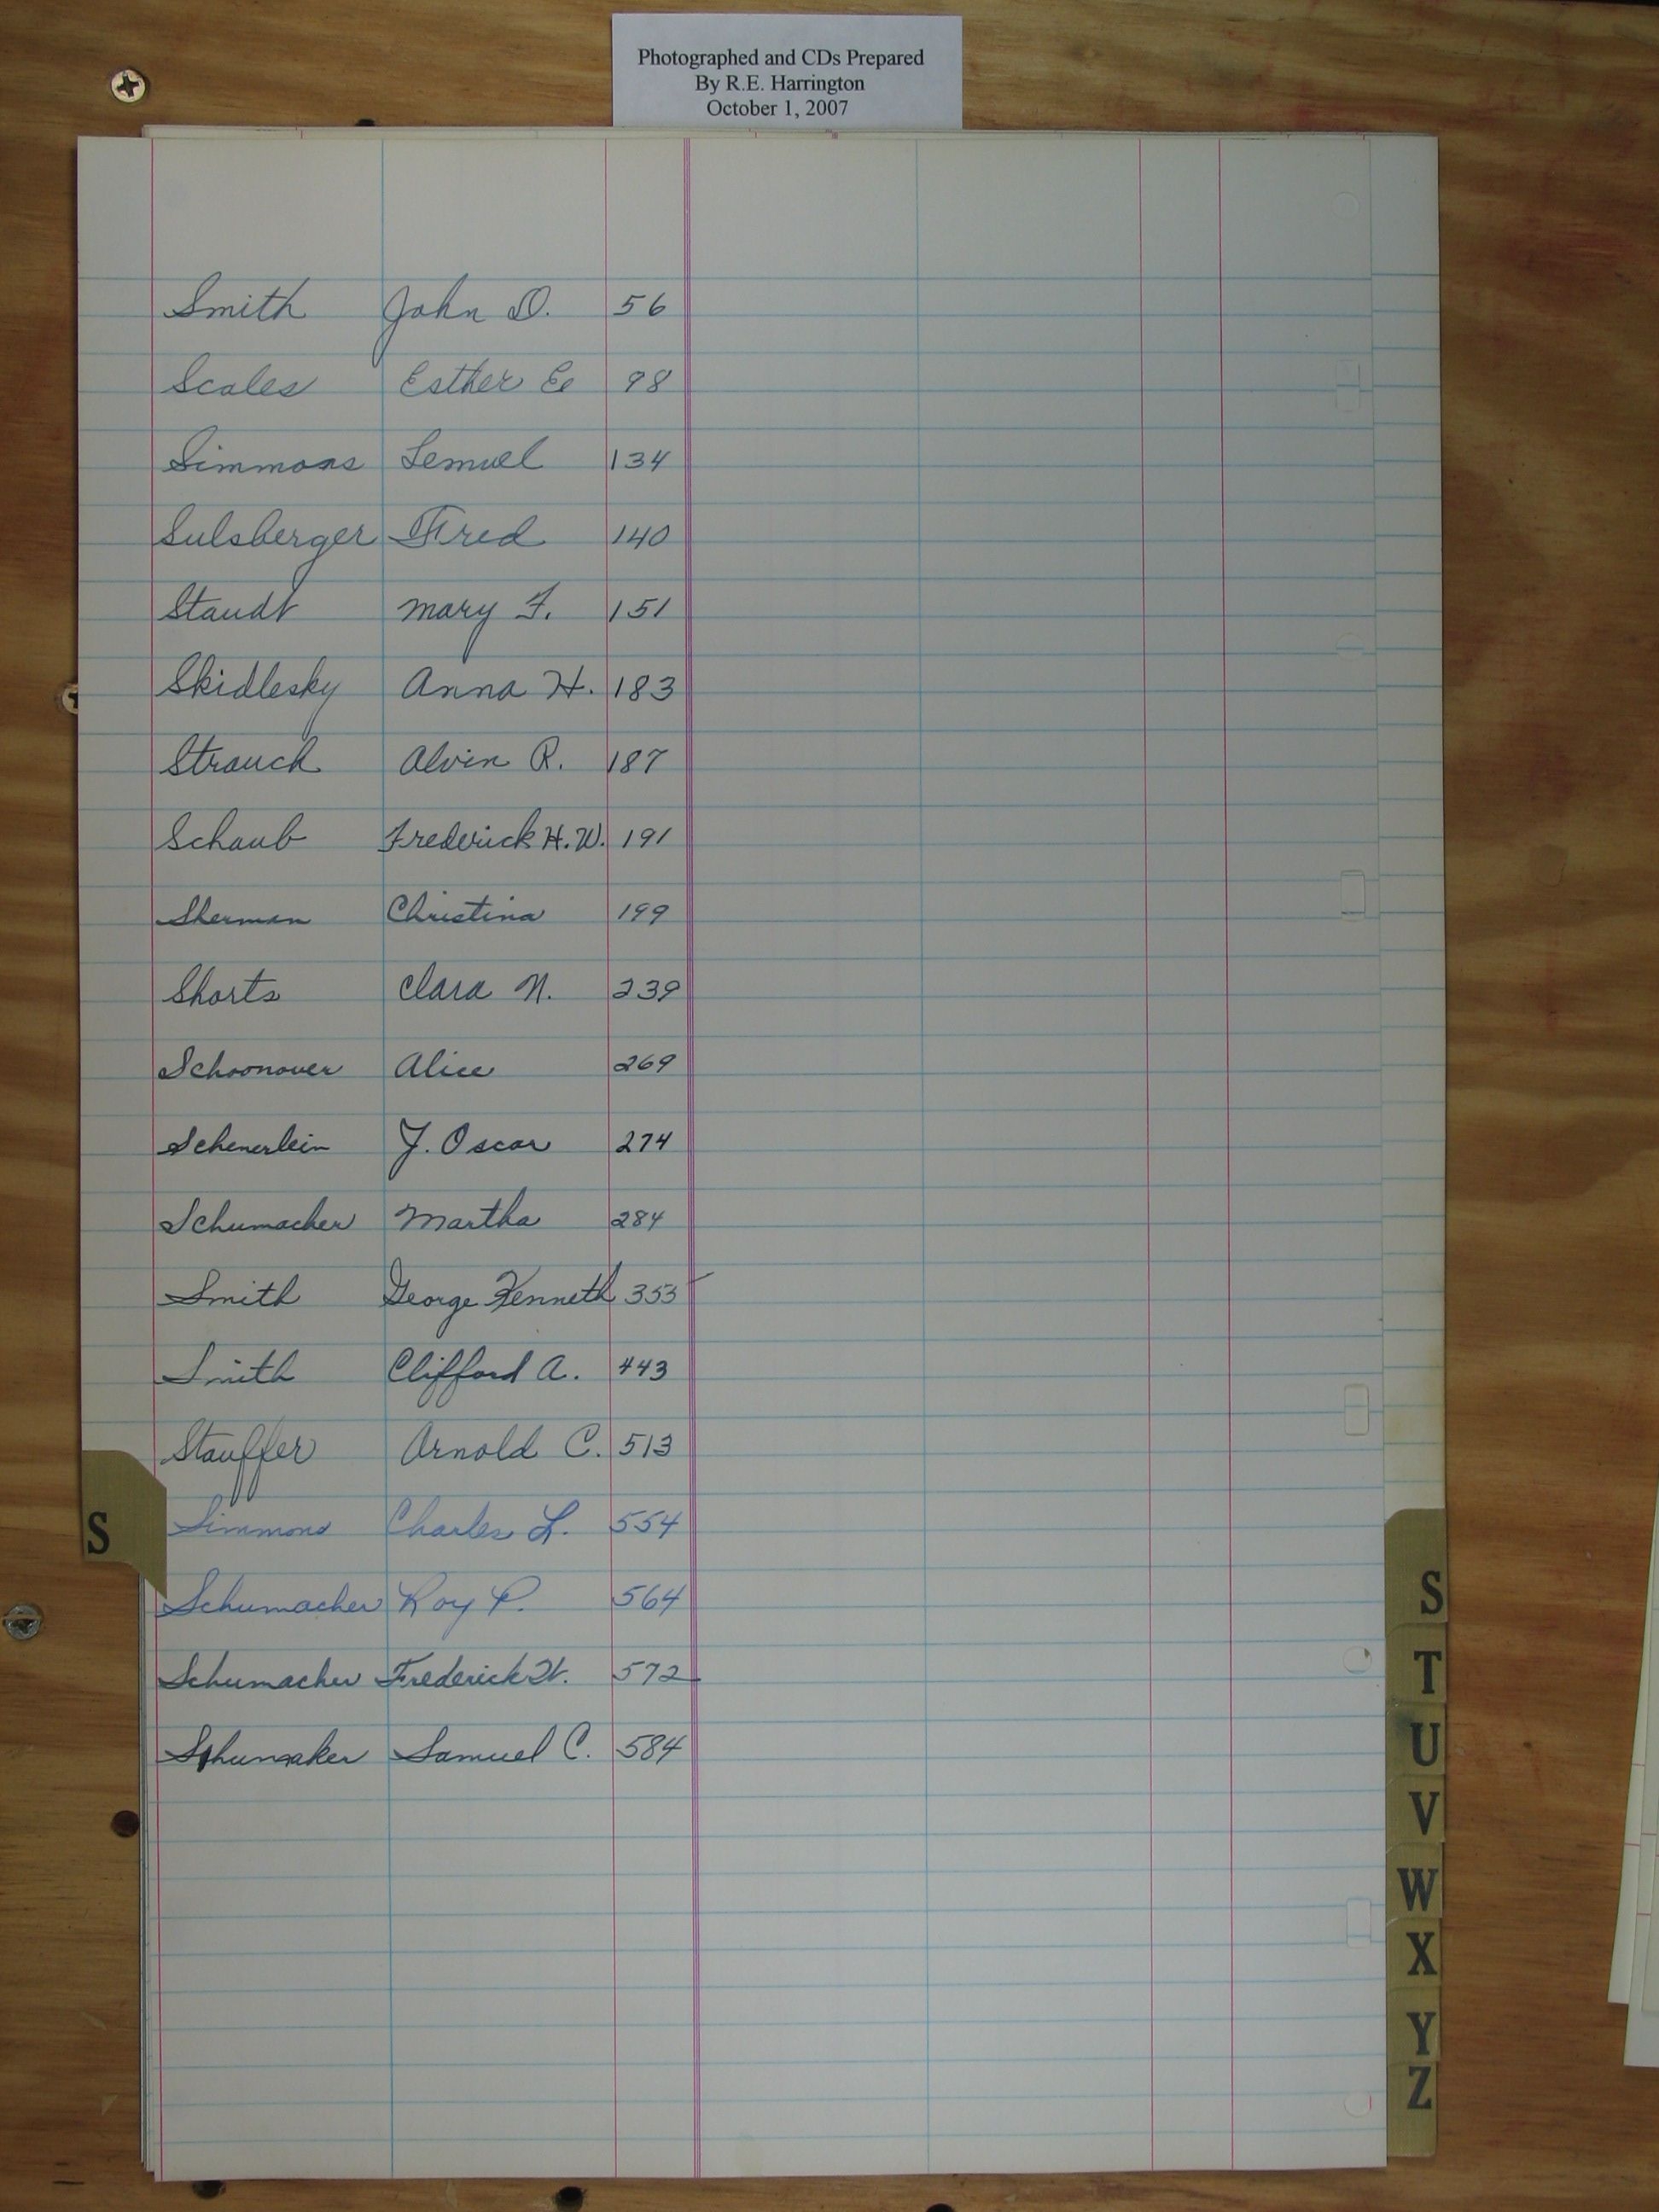 Photographed and CDs Prepared
By R.E. Harrington
October 1, 2007
Smith John D. 56
Scales Esther E 98
Simmons Lemuel 134
Sulsberger Fred 140
Staudt Mary F. 151
Skidlesky Anna H. 183
Strauch Alvin R. 187
Schaub Frederick H.W. 191
Sherman Christina 199
Shorts Clara N. 239
Schoonover Alice 269
Schenerlein J. Oscar 274
Schumacher Martha 284
Smith George Kenneth 353
Smith Clifford A. 443
Stauffer Arnold C. 513
Simmons Charles L. 554
Schumacher Roy P. 564
Schumacher Frederick W. 572
Schumaker Samuel C. 584
S
S
T
U
V
W
X
Y
Z